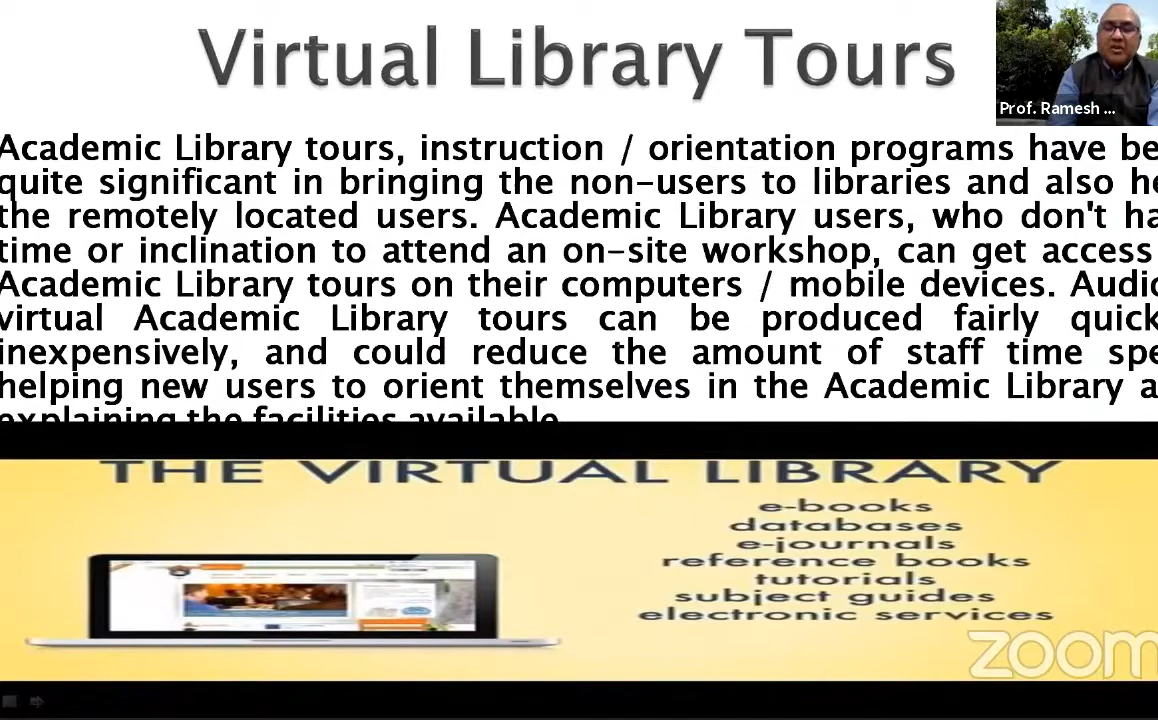 Virtual Library Tours
Prof. Ramesh ...
Academic Library tours, instruction / orientation programs have be
quite significant in bringing the non-users to libraries and also he
the remotely located users. Academic Library users, who don't ha
time or inclination to attend an on-site workshop, can get access
Academic Library tours on their computers / mobile devices. Audio
virtual Academic Library tours can be produced fairly quick
inexpensively, and could reduce the amount of staff time spe
helping new users to orient themselves in the Academic Library a
explaining the facilities available
THE VIRTUAL LIBRARY
e-books
databases
e-journals
reference books
tutorials
subject guides
electronic services
zoom